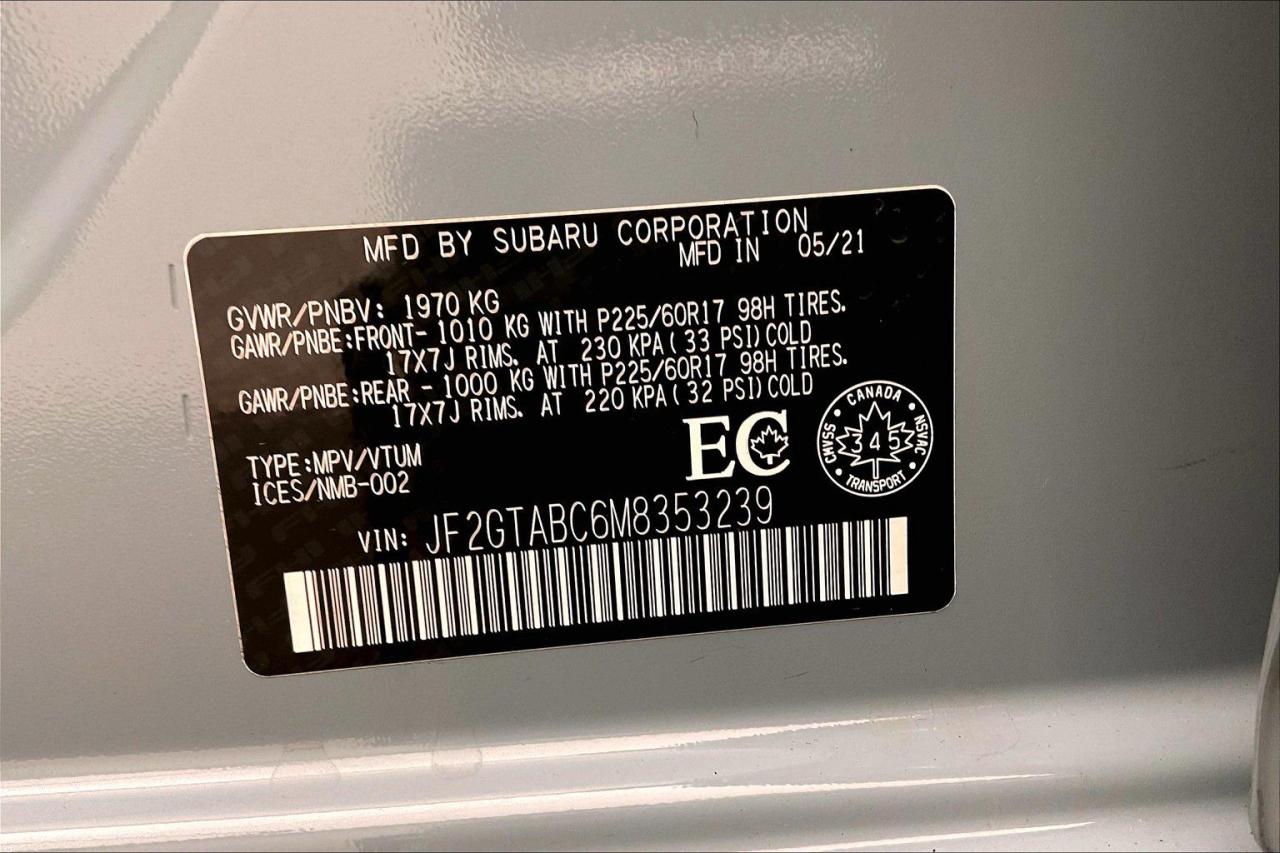 MFD BY SUBARU CORPORATION
MFD IN 05/21
GVWR/PNBV: 1970 KG
GAWR/PNBE:FRONT- 1010 KG WITH P225/60R17 98H TIRES.
17X7J RIMS. AT 230 KPA( 33 PSI)COLD
GAWR/PNBE:REAR - 1000 KG WITH P225/60R17 98H TIRES.
17X7J RIMS. AT 220 KPA( 32 PSI)COLD
TYPE:MPV/VTUM
ICES/NMB-002
EC
CANADA
CMVSS
345
NSVAC
TRANSPORT
VIN: JF2GTABC6M8353239